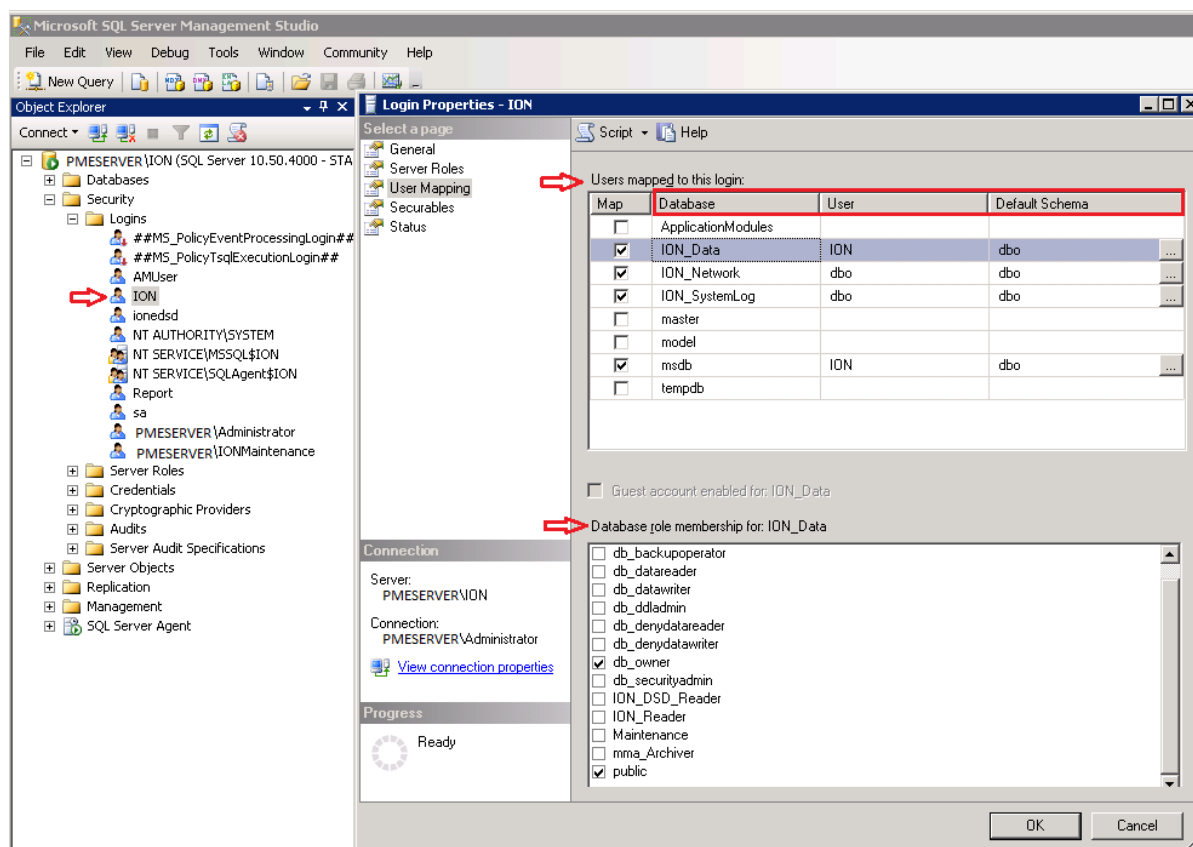 Microsoft SQL Server Management Studio
File Edit View Debug Tools Window Community Help
New Query
Object Explorer
Connect
PMESERVER\ION (SQL Server 10.50.4000 - STA
Databases
Security
Logins
##MS_PolicyEventProcessingLogin##
##MS_PolicyTsqlExecutionLogin##
AMUser
ION
ionedsd
NT AUTHORITY\SYSTEM
NT SERVICE\MSSQL$ION
NT SERVICE\SQLAgent$ION
Report
sa
PMESERVER\Administrator
PMESERVER\IONMaintenance
Server Roles
Credentials
Cryptographic Providers
Audits
Server Audit Specifications
Server Objects
Replication
Management
SQL Server Agent
Login Properties - ION
Select a page
General
Server Roles
User Mapping
Securables
Status
Connection
Server:
PMESERVER\ION
Connection:
PMESERVER\Administrator
View connection properties
Progress
Ready
Script Help
Users mapped to this login:
Map Database User Default Schema
ApplicationModules
ION_Data ION dbo ...
ION_Network dbo dbo ...
ION_SystemLog dbo dbo ...
master
model
msdb ION dbo ...
tempdb
Guest account enabled for: ION_Data
Database role membership for: ION_Data
db_backupoperator
db_datareader
db_datawriter
db_ddladmin
db_denydatareader
db_denydatawriter
db_owner
db_securityadmin
ION_DSD_Reader
ION_Reader
Maintenance
mma_Archiver
public
OK Cancel